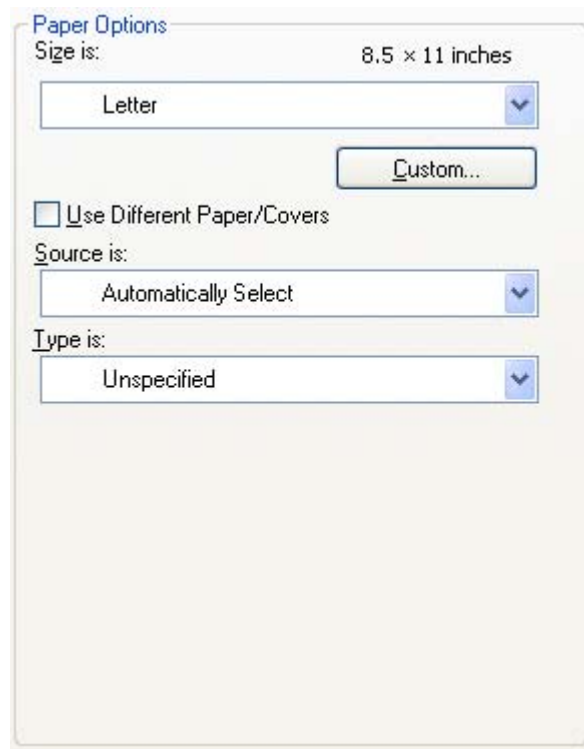 Paper Options
Size is: 8.5 × 11 inches
Letter
Custom...
Use Different Paper/Covers
Source is:
Automatically Select
Type is:
Unspecified